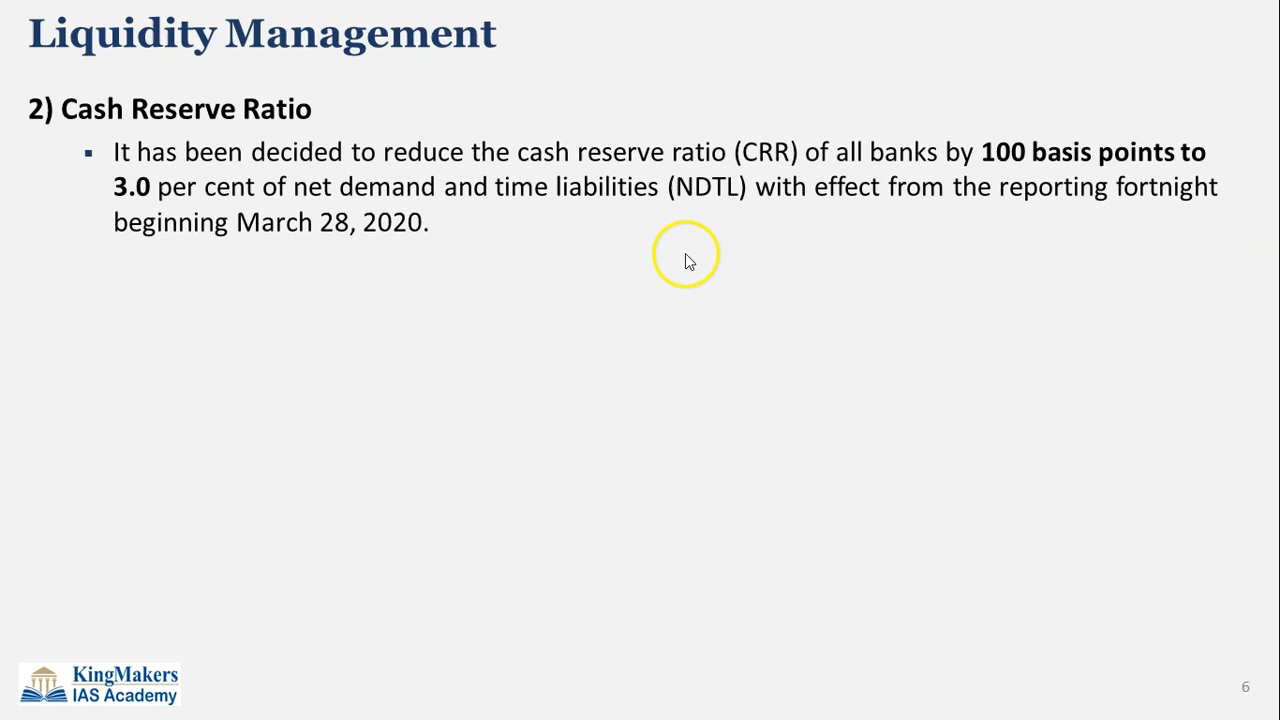 Liquidity Management
2) Cash Reserve Ratio
▪ It has been decided to reduce the cash reserve ratio (CRR) of all banks by 100 basis points to
3.0 per cent of net demand and time liabilities (NDTL) with effect from the reporting fortnight
beginning March 28, 2020.
KingMakers
IAS Academy
6